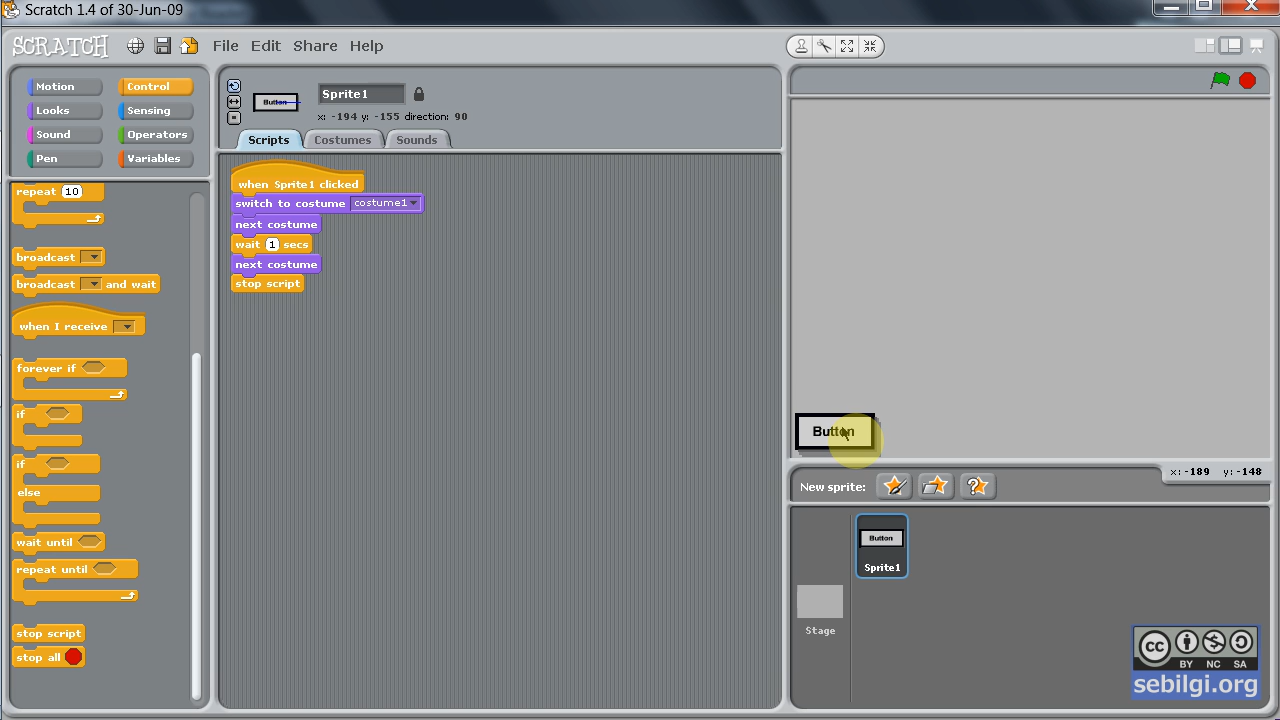 Scratch 1.4 of 30-Jun-09
SCRATCH File Edit Share Help
Motion Control
Looks Sensing
Sound Operators
Pen Variables
repeat 10
broadcast
broadcast and wait
when I receive
forever if
if
if
else
wait until
repeat until
stop script
stop all
Button
Sprite1
x: -194 y: -155 direction: 90
Scripts Costumes Sounds
when Sprite1 clicked
switch to costume costume1
next costume
wait 1 secs
next costume
stop script
Button
x: -189 y: -148
New sprite:
Button
Sprite1
Stage
CC BY NC SA
sebilgi.org